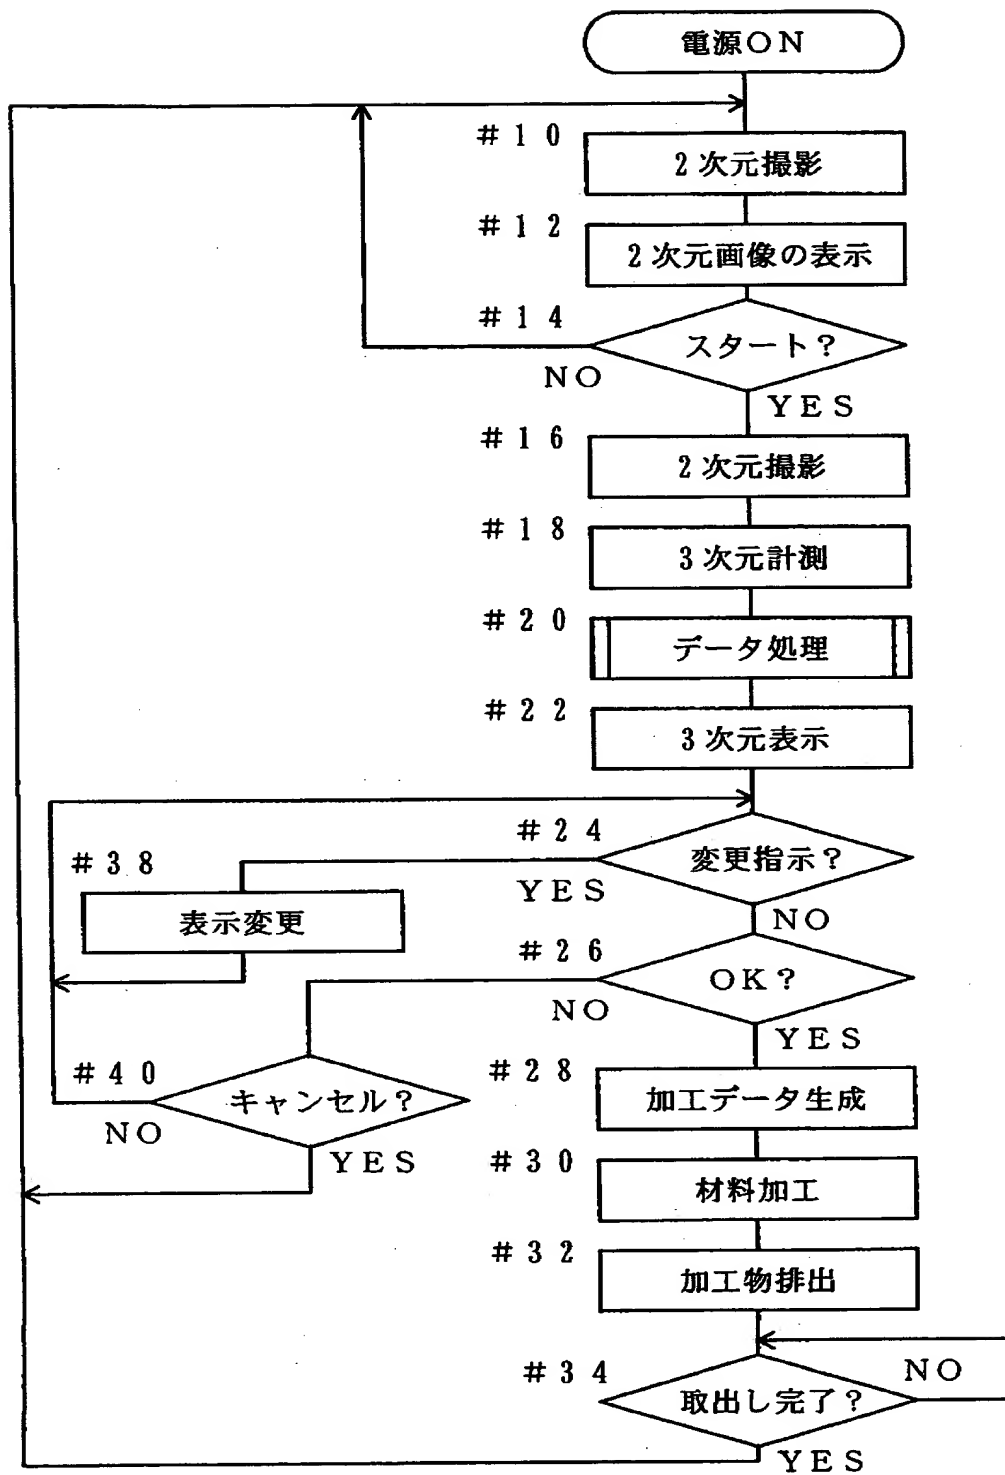 電源ON
#10
2次元撮影
#12
2次元画像の表示
#14
スタート?
NO
YES
#16
2次元撮影
#18
3次元計測
#20
データ処理
#22
3次元表示
#24
変更指示?
YES
NO
#38
表示変更
#26
OK?
NO
YES
#40
キャンセル?
NO
YES
#28
加工データ生成
#30
材料加工
#32
加工物排出
#34
取出し完了?
NO
YES